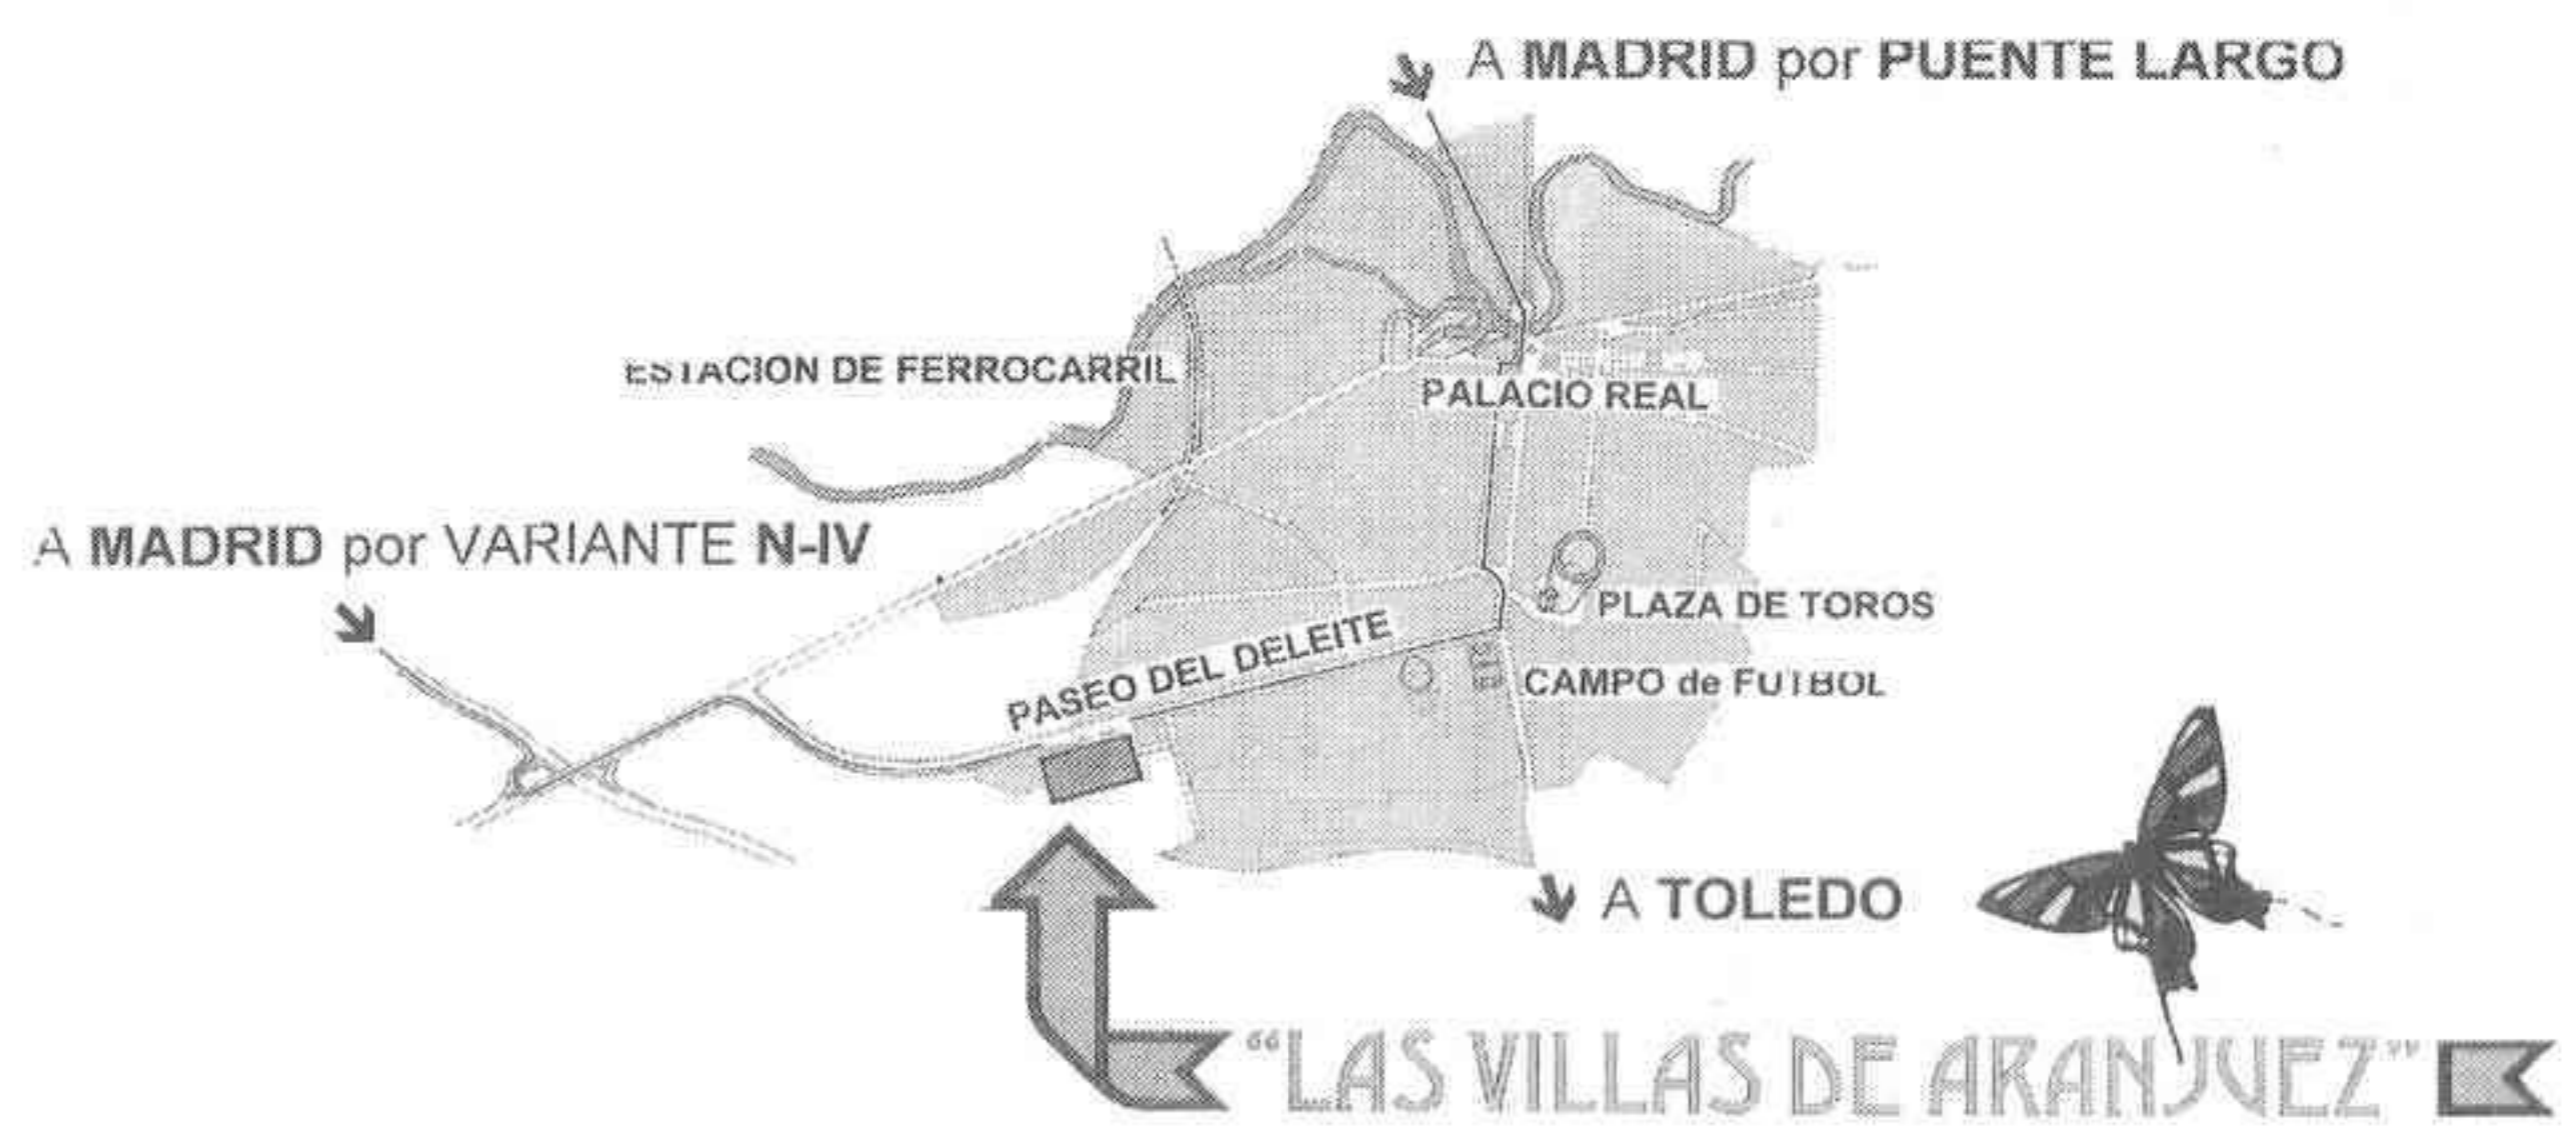 A MADRID por PUENTE LARGO
ESTACION DE FERROCARRIL
PALACIO REAL
A MADRID por VARIANTE N-IV
PLAZA DE TOROS
PASEO DEL DELEITE
CAMPO de FUTBOL
A TOLEDO
“LAS VILLAS DE ARANJUEZ”